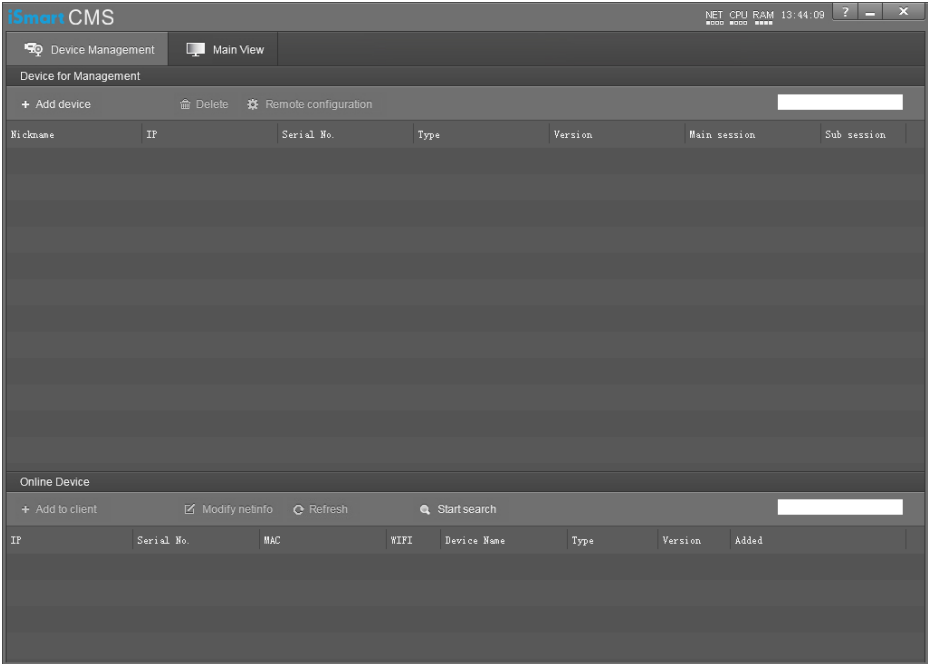 iSmart CMS NET CPU RAM 13:44:09 ?
Device Management Main View
Device for Management
+ Add device Delete Remote configuration
Nickname IP Serial No. Type Version Main session Sub session
Online Device
+ Add to client Modify netinfo Refresh Start search
IP Serial No. MAC WIFI Device Name Type Version Added